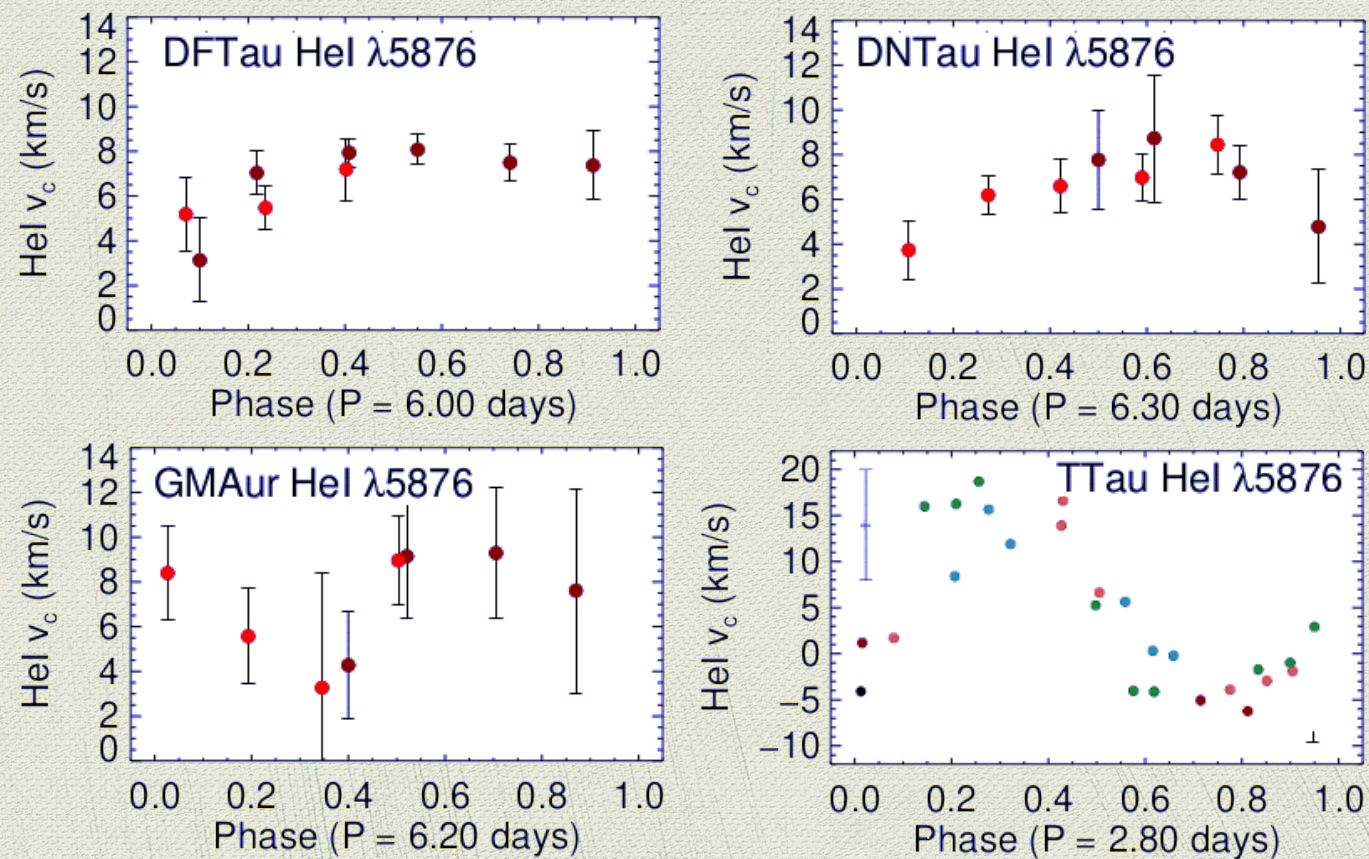 DFTau HeI λ5876
HeI v_c (km/s)
14
12
10
8
6
4
2
0
0.0 0.2 0.4 0.6 0.8 1.0
Phase (P = 6.00 days)
DNTau HeI λ5876
HeI v_c (km/s)
14
12
10
8
6
4
2
0
0.0 0.2 0.4 0.6 0.8 1.0
Phase (P = 6.30 days)
GMAur HeI λ5876
HeI v_c (km/s)
14
12
10
8
6
4
2
0
0.0 0.2 0.4 0.6 0.8 1.0
Phase (P = 6.20 days)
TTau HeI λ5876
HeI v_c (km/s)
20
15
10
5
0
−5
−10
0.0 0.2 0.4 0.6 0.8 1.0
Phase (P = 2.80 days)